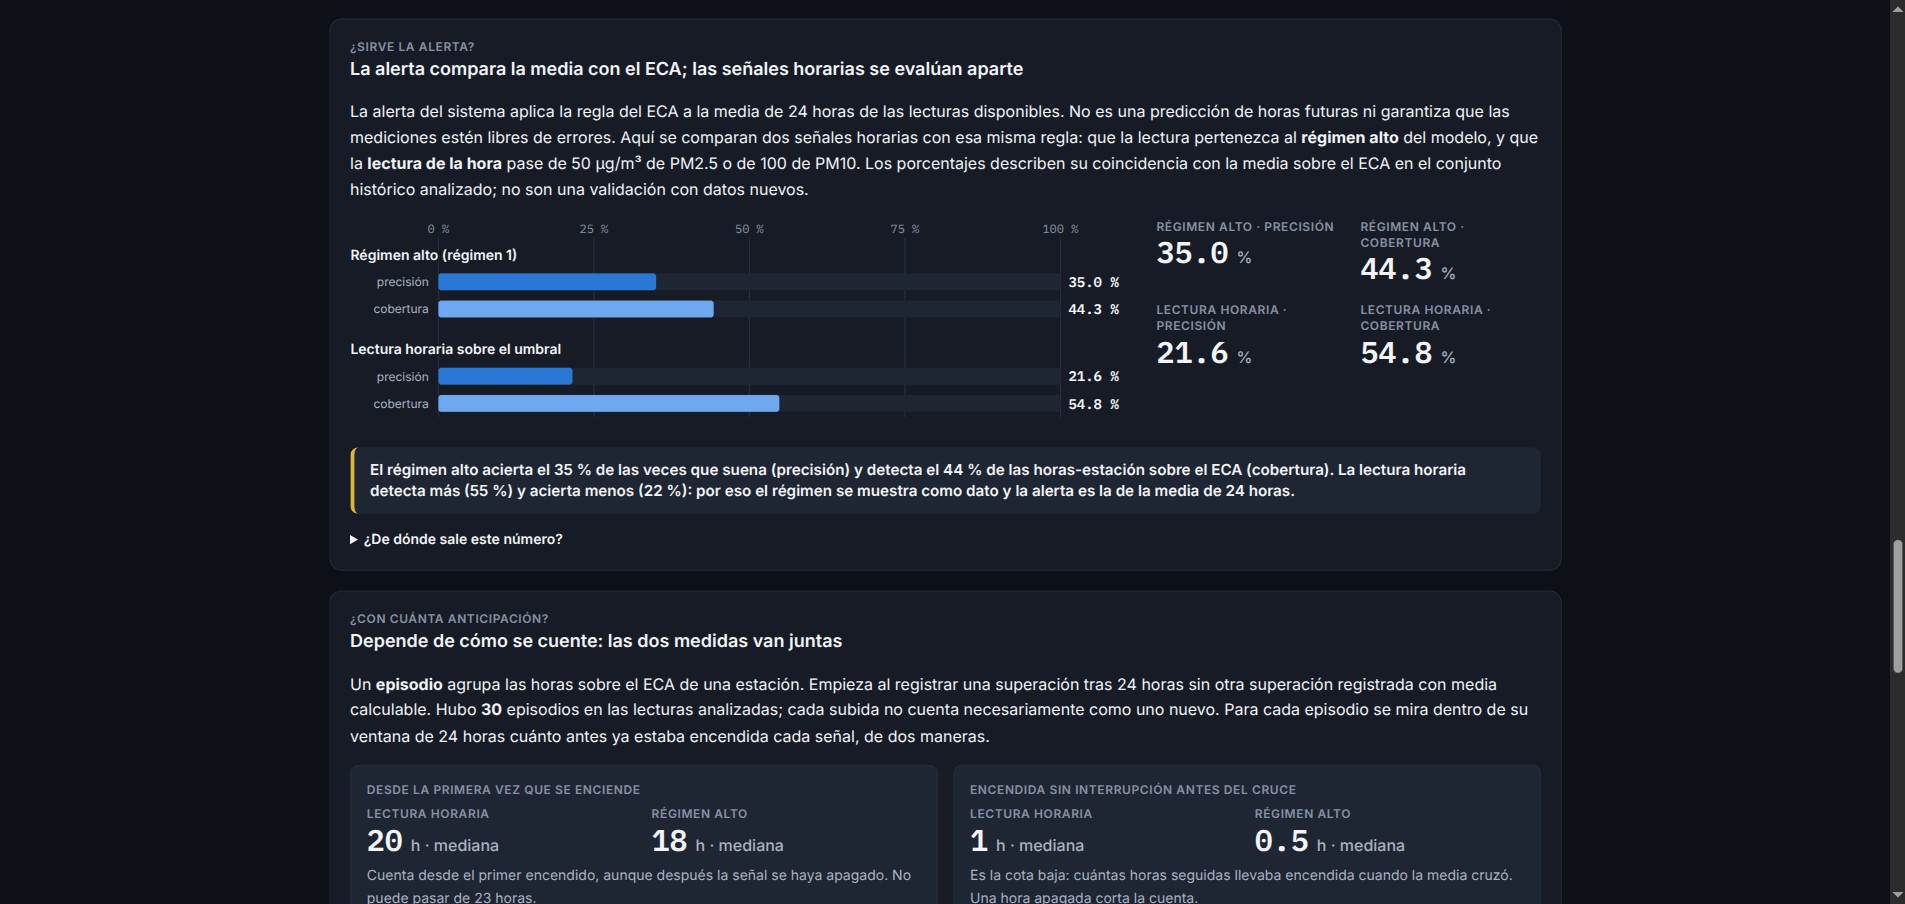 ¿SIRVE LA ALERTA?
La alerta compara la media con el ECA; las señales horarias se evalúan aparte
La alerta del sistema aplica la regla del ECA a la media de 24 horas de las lecturas disponibles. No es una predicción de horas futuras ni garantiza que las
mediciones estén libres de errores. Aquí se comparan dos señales horarias con esa misma regla: que la lectura pertenezca al régimen alto del modelo, y que
la lectura de la hora pase de 50 µg/m³ de PM2.5 o de 100 de PM10. Los porcentajes describen su coincidencia con la media sobre el ECA en el conjunto
histórico analizado; no son una validación con datos nuevos.
0 % 25 % 50 % 75 % 100 %
Régimen alto (régimen 1)
precisión 35.0 %
cobertura 44.3 %
Lectura horaria sobre el umbral
precisión 21.6 %
cobertura 54.8 %
RÉGIMEN ALTO · PRECISIÓN
35.0 %
RÉGIMEN ALTO ·
COBERTURA
44.3 %
LECTURA HORARIA ·
PRECISIÓN
21.6 %
LECTURA HORARIA ·
COBERTURA
54.8 %
El régimen alto acierta el 35 % de las veces que suena (precisión) y detecta el 44 % de las horas-estación sobre el ECA (cobertura). La lectura horaria
detecta más (55 %) y acierta menos (22 %): por eso el régimen se muestra como dato y la alerta es la de la media de 24 horas.
¿De dónde sale este número?
¿CON CUÁNTA ANTICIPACIÓN?
Depende de cómo se cuente: las dos medidas van juntas
Un episodio agrupa las horas sobre el ECA de una estación. Empieza al registrar una superación tras 24 horas sin otra superación registrada con media
calculable. Hubo 30 episodios en las lecturas analizadas; cada subida no cuenta necesariamente como uno nuevo. Para cada episodio se mira dentro de su
ventana de 24 horas cuánto antes ya estaba encendida cada señal, de dos maneras.
DESDE LA PRIMERA VEZ QUE SE ENCIENDE
LECTURA HORARIA
20 h · mediana
RÉGIMEN ALTO
18 h · mediana
Cuenta desde el primer encendido, aunque después la señal se haya apagado. No
puede pasar de 23 horas.
ENCENDIDA SIN INTERRUPCIÓN ANTES DEL CRUCE
LECTURA HORARIA
1 h · mediana
RÉGIMEN ALTO
0.5 h · mediana
Es la cota baja: cuántas horas seguidas llevaba encendida cuando la media cruzó.
Una hora apagada corta la cuenta.